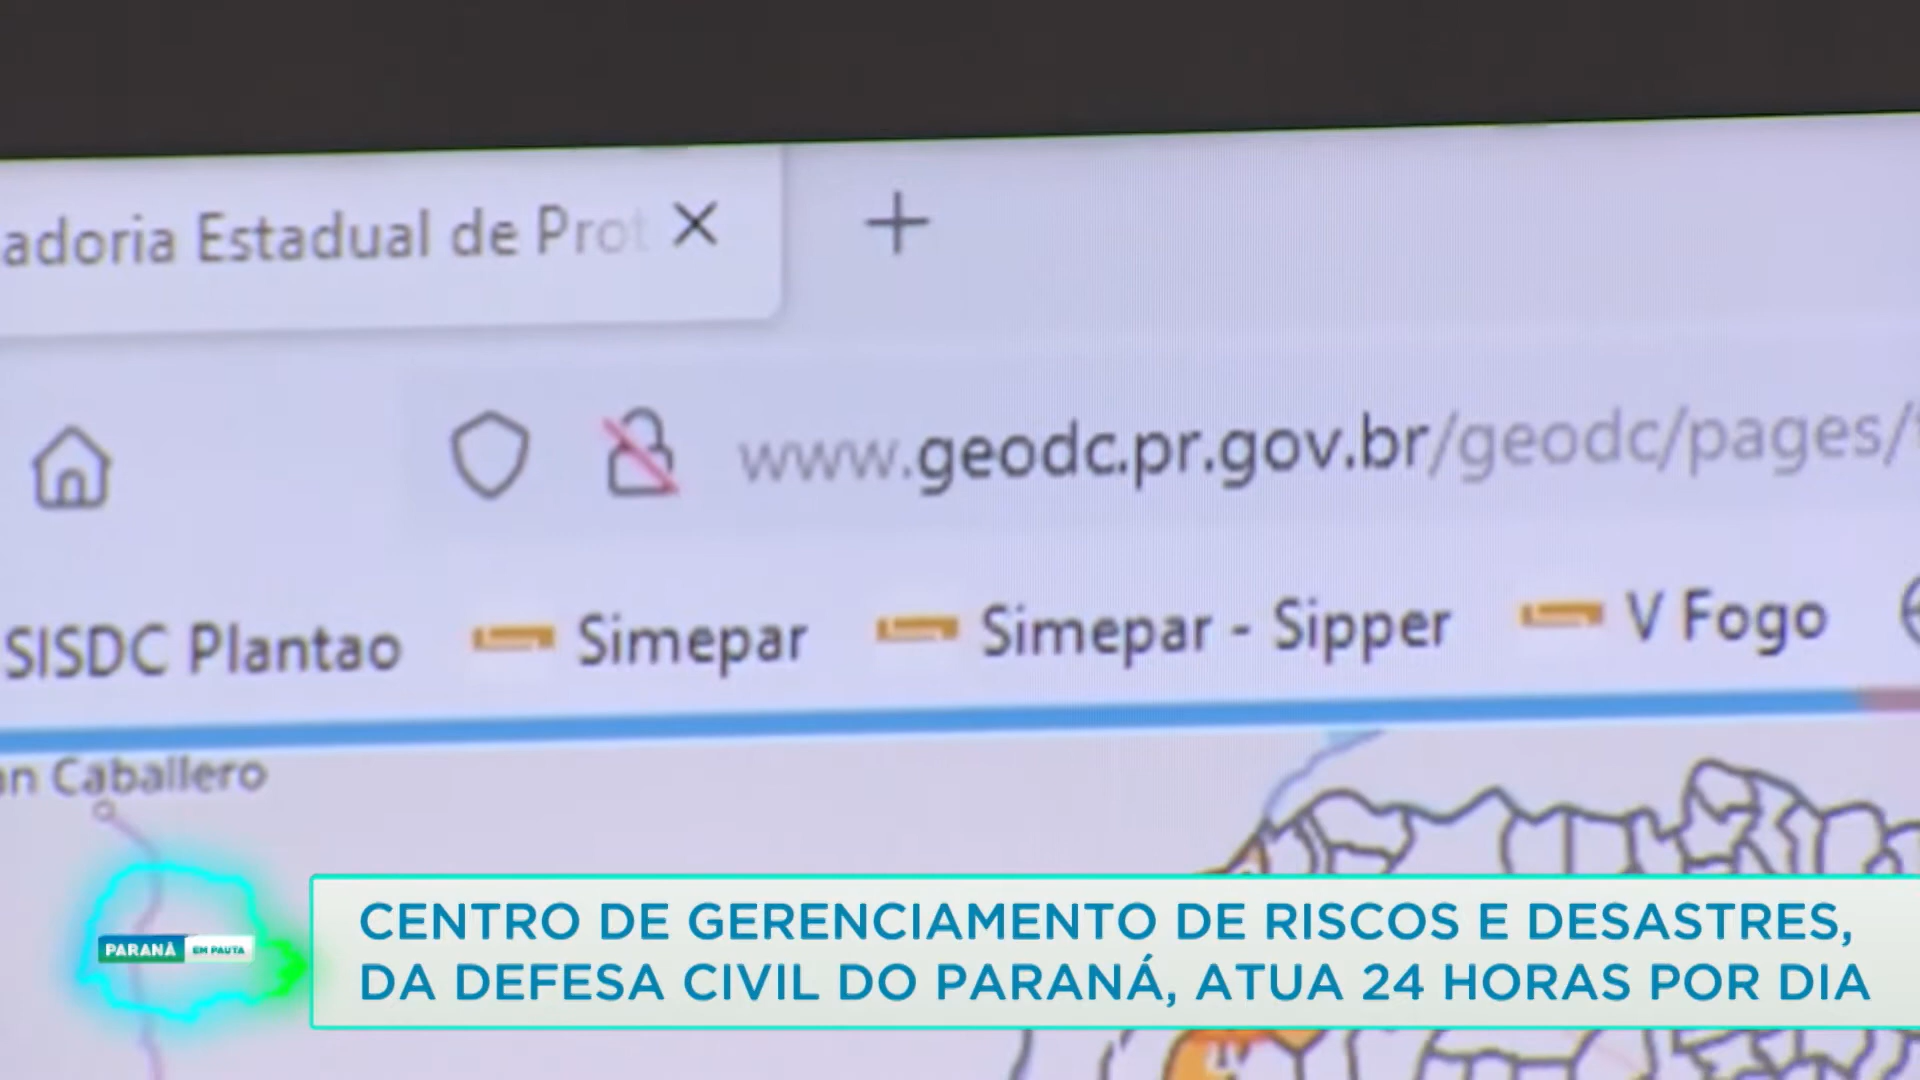 adoria Estadual de Prot
www.geodc.pr.gov.br/geodc/pages/
SISDC Plantao Simepar Simepar - Sipper V Fogo
an Caballero
PARANÁ EM PAUTA
CENTRO DE GERENCIAMENTO DE RISCOS E DESASTRES,
DA DEFESA CIVIL DO PARANÁ, ATUA 24 HORAS POR DIA